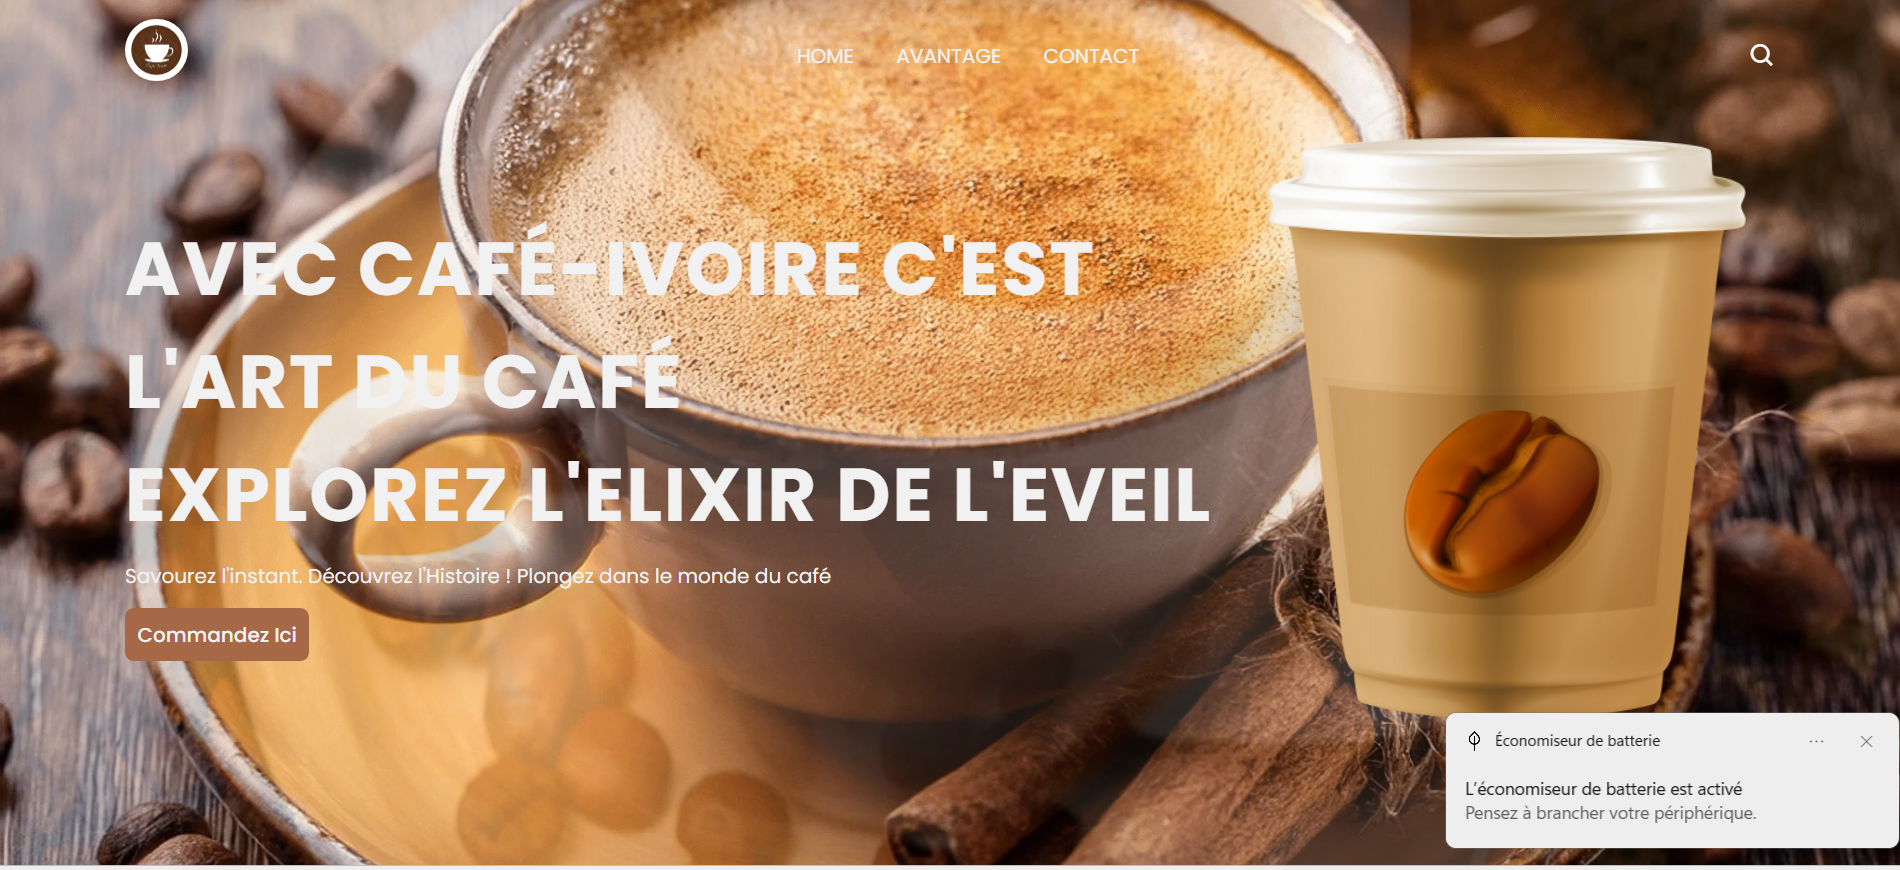 HOME AVANTAGE CONTACT
AVEC CAFÉ-IVOIRE C'EST
L'ART DU CAFÉ
EXPLOREZ L'ELIXIR DE L'EVEIL
Savourez l'instant. Découvrez l'Histoire ! Plongez dans le monde du café
Commandez Ici
Économiseur de batterie
L'économiseur de batterie est activé
Pensez à brancher votre périphérique.